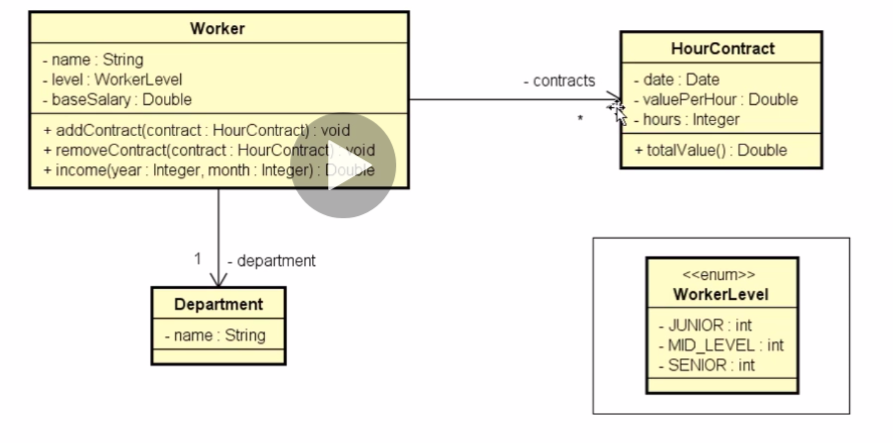 Worker
- name : String
- level : WorkerLevel
- baseSalary : Double
+ addContract(contract : HourContract) : void
+ removeContract(contract : HourContract) : void
+ income(year : Integer, month : Integer) : Double
- contracts
*
HourContract
- date : Date
- valuePerHour : Double
- hours : Integer
+ totalValue() : Double
1
- department
Department
- name : String
<<enum>>
WorkerLevel
- JUNIOR : int
- MID_LEVEL : int
- SENIOR : int